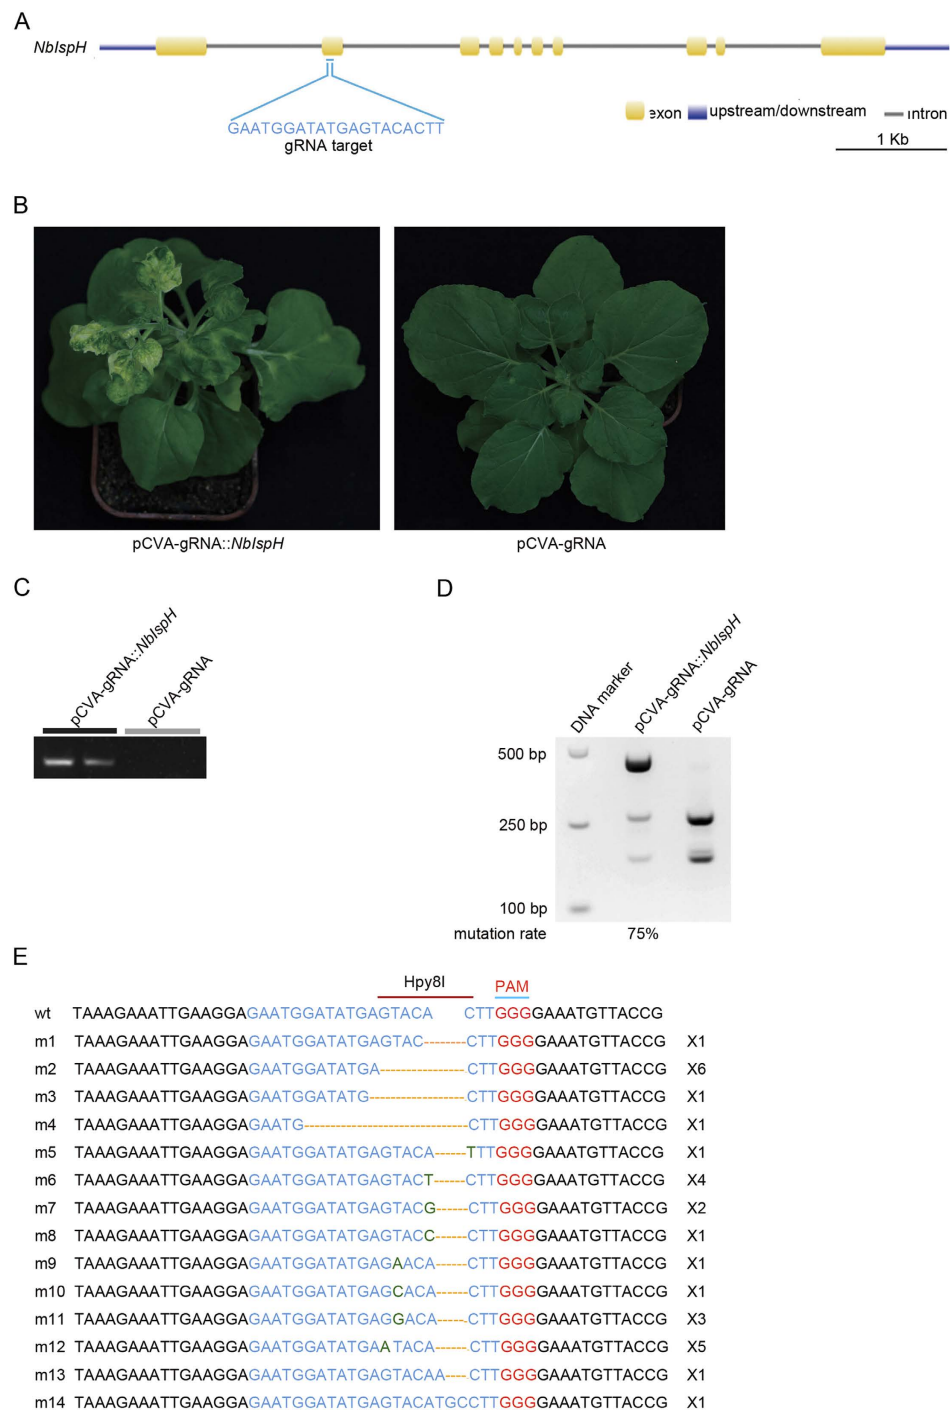 A
NbIspH
GAATGGATATGAGTACACTT
gRNA target
exon upstream/downstream intron
1 Kb
B
pCVA-gRNA::NbIspH pCVA-gRNA
C
pCVA-gRNA::NbIspH pCVA-gRNA
D
DNA marker pCVA-gRNA::NbIspH pCVA-gRNA
500 bp
250 bp
100 bp
mutation rate 75%
E
Hpy8I PAM
wt TAAAGAAATTGAAGGAGAATGGATATGAGTACA CTTGGGGAAATGTTACCG
m1 TAAAGAAATTGAAGGAGAATGGATATGAGTAC--------CTTGGGGAAATGTTACCG X1
m2 TAAAGAAATTGAAGGAGAATGGATATGA----------------CTTGGGGAAATGTTACCG X6
m3 TAAAGAAATTGAAGGAGAATGGATATG------------------CTTGGGGAAATGTTACCG X1
m4 TAAAGAAATTGAAGGAGAATG-------------------------------CTTGGGGAAATGTTACCG X1
m5 TAAAGAAATTGAAGGAGAATGGATATGAGTACA------TTTGGGGAAATGTTACCG X1
m6 TAAAGAAATTGAAGGAGAATGGATATGAGTACT------CTTGGGGAAATGTTACCG X4
m7 TAAAGAAATTGAAGGAGAATGGATATGAGTACG------CTTGGGGAAATGTTACCG X2
m8 TAAAGAAATTGAAGGAGAATGGATATGAGTACC------CTTGGGGAAATGTTACCG X1
m9 TAAAGAAATTGAAGGAGAATGGATATGAGAACA------CTTGGGGAAATGTTACCG X1
m10 TAAAGAAATTGAAGGAGAATGGATATGAGCACA------CTTGGGGAAATGTTACCG X1
m11 TAAAGAAATTGAAGGAGAATGGATATGAGGACA------CTTGGGGAAATGTTACCG X3
m12 TAAAGAAATTGAAGGAGAATGGATATGAATACA------CTTGGGGAAATGTTACCG X5
m13 TAAAGAAATTGAAGGAGAATGGATATGAGTACAA----CTTGGGGAAATGTTACCG X1
m14 TAAAGAAATTGAAGGAGAATGGATATGAGTACATGCCTTGGGGAAATGTTACCG X1